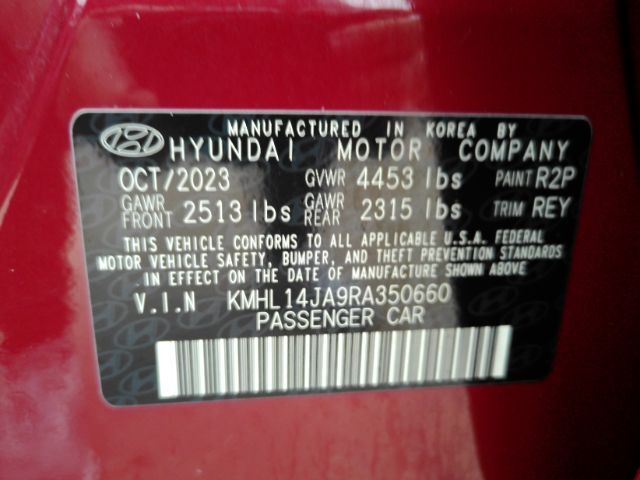 MANUFACTURED IN KOREA BY
HYUNDAI MOTOR COMPANY
OCT/2023 GVWR 4453 lbs PAINT R2P
GAWR FRONT 2513 lbs GAWR REAR 2315 lbs TRIM REY
THIS VEHICLE CONFORMS TO ALL APPLICABLE U.S.A. FEDERAL
MOTOR VEHICLE SAFETY, BUMPER, AND THEFT PREVENTION STANDARDS
IN EFFECT ON THE DATE OF MANUFACTURE SHOWN ABOVE.
V.I.N KMHL14JA9RA350660
PASSENGER CAR